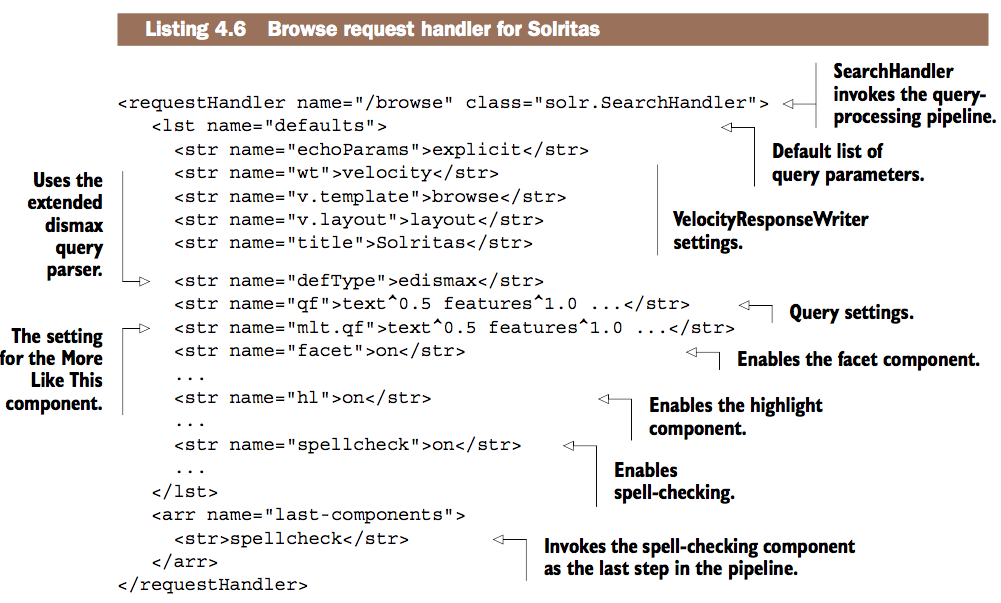 Listing 4.6 Browse request handler for Solritas
SearchHandler
invokes the query-
processing pipeline.
<requestHandler name="/browse" class="solr.SearchHandler">
<lst name="defaults">
Default list of
query parameters.
<str name="echoParams">explicit</str>
<str name="wt">velocity</str>
<str name="v.template">browse</str>
<str name="v.layout">layout</str>
<str name="title">Solritas</str>
VelocityResponseWriter
settings.
Uses the
extended
dismax
query
parser.
<str name="defType">edismax</str>
<str name="qf">text^0.5 features^1.0 ...</str>
Query settings.
<str name="mlt.qf">text^0.5 features^1.0 ...</str>
The setting
for the More
Like This
component.
<str name="facet">on</str>
Enables the facet component.
...
<str name="hl">on</str>
Enables the highlight
component.
...
<str name="spellcheck">on</str>
Enables
spell-checking.
...
</lst>
<arr name="last-components">
<str>spellcheck</str>
Invokes the spell-checking component
as the last step in the pipeline.
</arr>
</requestHandler>